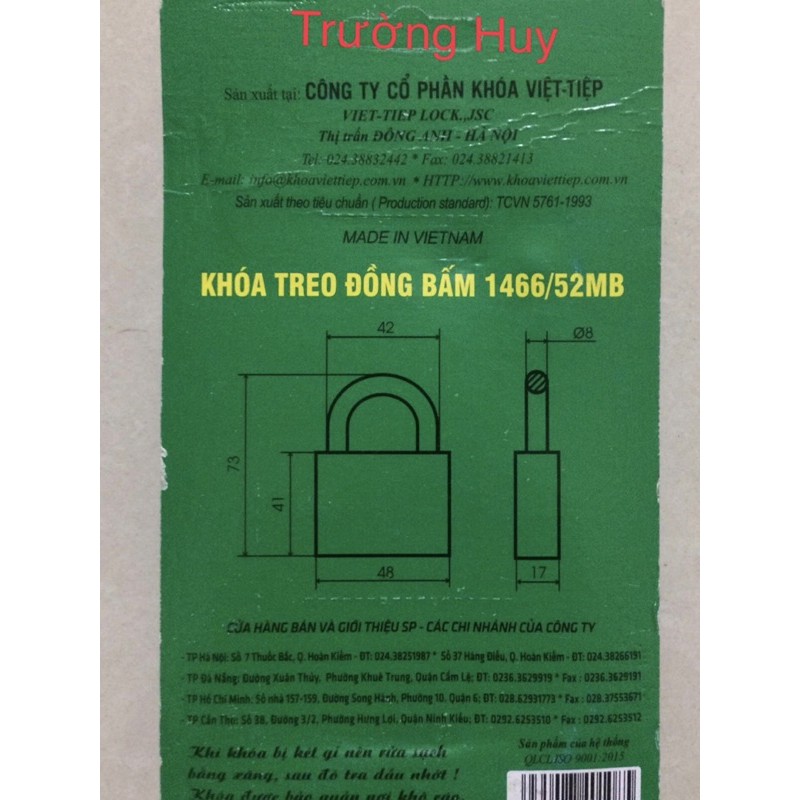 Trường Huy
Sản xuất tại: CÔNG TY CỔ PHẦN KHÓA VIỆT-TIỆP
VIET-TIEP LOCK.,JSC
Thị trấn ĐÔNG ANH - HÀ NỘI
Tel: 024.38832442 * Fax: 024.38821413
E-mail: info@khoaviettiep.com.vn * HTTP://www.khoaviettiep.com.vn
Sản xuất theo tiêu chuẩn ( Production standard): TCVN 5761-1993
MADE IN VIETNAM
KHÓA TREO ĐỒNG BẤM 1466/52MB
42
Ø8
73
41
48
17
CỬA HÀNG BÁN VÀ GIỚI THIỆU SP - CÁC CHI NHÁNH CỦA CÔNG TY
- TP Hà Nội: Số 7 Thuốc Bắc, Q. Hoàn Kiếm - ĐT: 024.38251987 * Số 37 Hàng Điếu, Q. Hoàn Kiếm - ĐT: 024.38266191
- TP Đà Nẵng: Đường Xuân Thủy, Phường Khuê Trung, Quận Cẩm Lệ; ĐT: 0236.3629919 * Fax : 0236.3629191
- TP Hồ Chí Minh: Số nhà 157-159, Đường Song Hành, Phường 10, Quận 6; ĐT: 028.62931773 * Fax : 028.37553671
- TP Cần Thơ: Số 38, Đường 3/2, Phường Hưng Lợi, Quận Ninh Kiều; ĐT: 0292.6253510 * Fax : 0292.6253512
Khi khóa bị kẹt gỉ nên rửa sạch
bằng xăng, sau đó tra dầu nhớt !
Khóa được bảo quản nơi khô ráo,
Sản phẩm của hệ thống
QLCL ISO 9001:2015